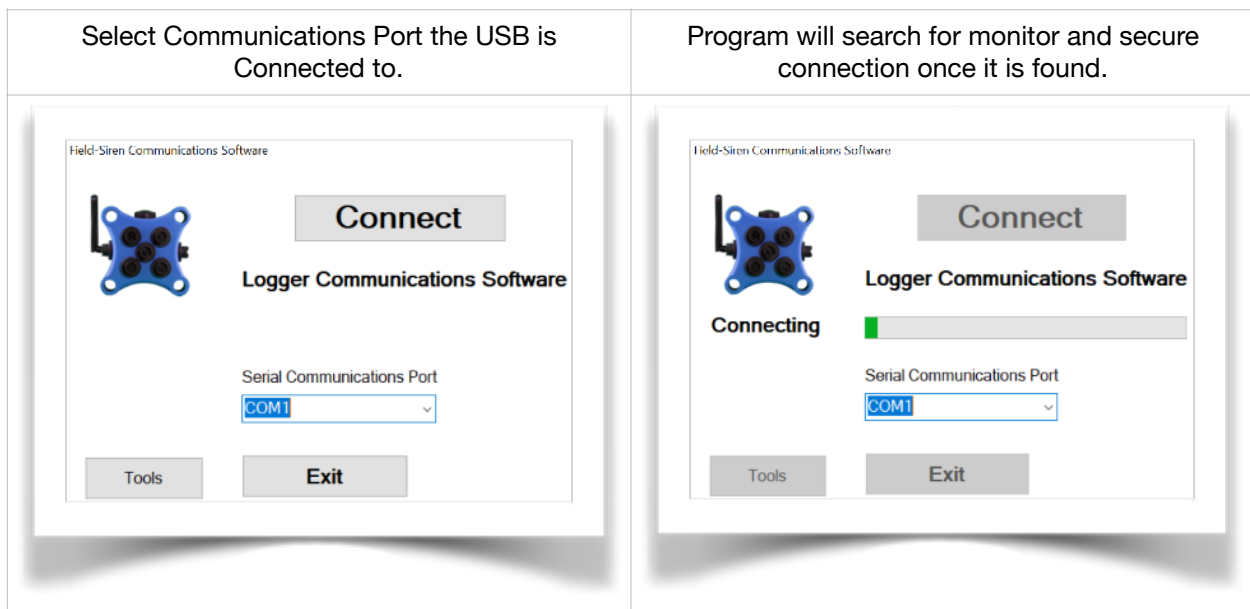 Select Communications Port the USB is
Connected to.
Program will search for monitor and secure
connection once it is found.
Field-Siren Communications Software
Connect
Logger Communications Software
Serial Communications Port
COM1
Tools
Exit
Field-Siren Communications Software
Connect
Logger Communications Software
Connecting
Serial Communications Port
COM1
Tools
Exit